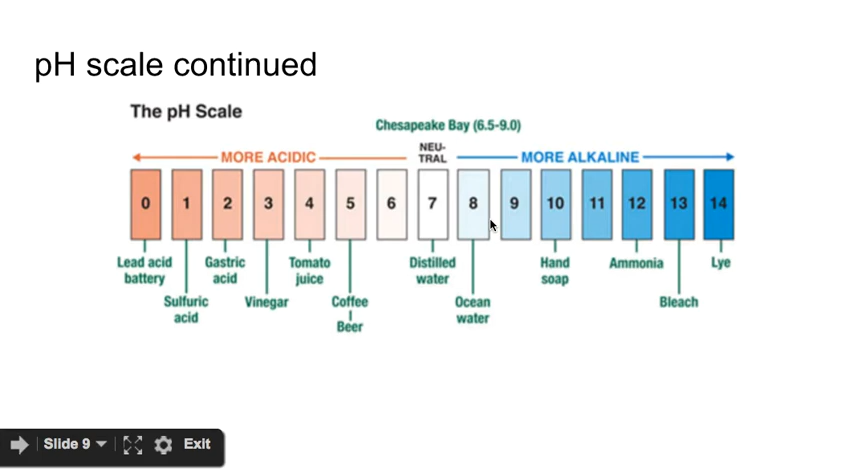 pH scale continued
The pH Scale
Chesapeake Bay (6.5-9.0)
MORE ACIDIC
NEU-
TRAL
MORE ALKALINE
0 1 2 3 4 5 6 7 8 9 10 11 12 13 14
Lead acid
battery
Sulfuric
acid
Gastric
acid
Vinegar
Tomato
juice
Coffee
Beer
Distilled
water
Ocean
water
Hand
soap
Ammonia
Bleach
Lye
Slide 9
Exit